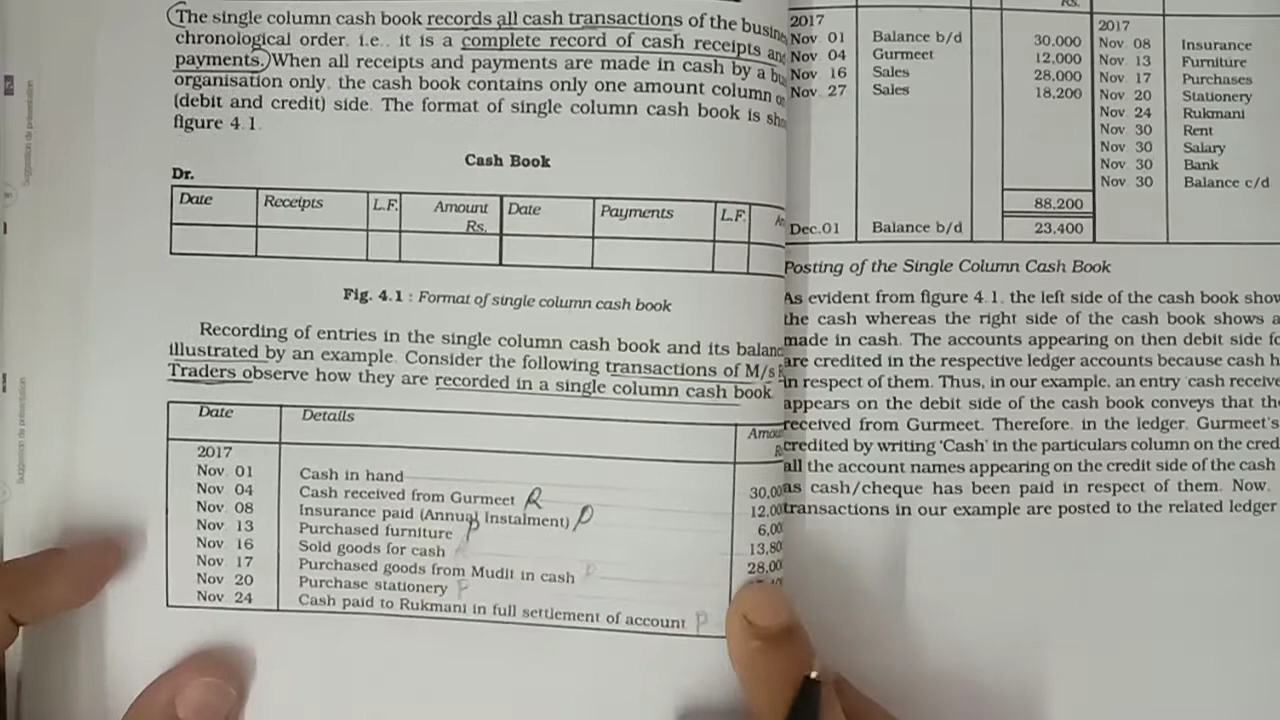 The single column cash book records all cash transactions of the
chronological order, i.e., it is a complete record of cash receipts and
payments. When all receipts and payments are made in cash by a
organisation only, the cash book contains only one amount column
(debit and credit) side. The format of single column cash book is
figure 4.1.
Cash Book
Dr.
Date Receipts L.F. Amount Rs. Date Payments L.F.
Fig. 4.1 : Format of single column cash book
Recording of entries in the single column cash book and its
illustrated by an example. Consider the following transactions of M/s
Traders observe how they are recorded in a single column cash book.
Date Details
2017
Nov. 01 Cash in hand 30,00
Nov. 04 Cash received from Gurmeet R 12,00
Nov. 08 Insurance paid (Annual Instalment) P 6,00
Nov. 13 Purchased furniture P 13,80
Nov. 16 Sold goods for cash 28,00
Nov. 17 Purchased goods from Mudit in cash P
Nov. 20 Purchase stationery P
Nov. 24 Cash paid to Rukmani in full settlement of account P
Rs.
2017 2017
Nov. 01 Balance b/d 30,000 Nov. 08 Insurance
Nov. 04 Gurmeet 12,000 Nov. 13 Furniture
Nov. 16 Sales 28,000 Nov. 17 Purchases
Nov. 27 Sales 18,200 Nov. 20 Stationery
Nov. 24 Rukmani
Nov. 30 Rent
Nov. 30 Salary
Nov. 30 Bank
Nov. 30 Balance c/d
88,200
Dec.01 Balance b/d 23,400
Posting of the Single Column Cash Book
As evident from figure 4.1, the left side of the cash book
the cash whereas the right side of the cash book shows
made in cash. The accounts appearing on then debit side
are credited in the respective ledger accounts because cash
in respect of them. Thus, in our example, an entry 'cash
appears on the debit side of the cash book conveys that
received from Gurmeet. Therefore, in the ledger, Gurmeet's
credited by writing 'Cash' in the particulars column on the
all the account names appearing on the credit side of the cash
as cash/cheque has been paid in respect of them. Now,
transactions in our example are posted to the related ledger